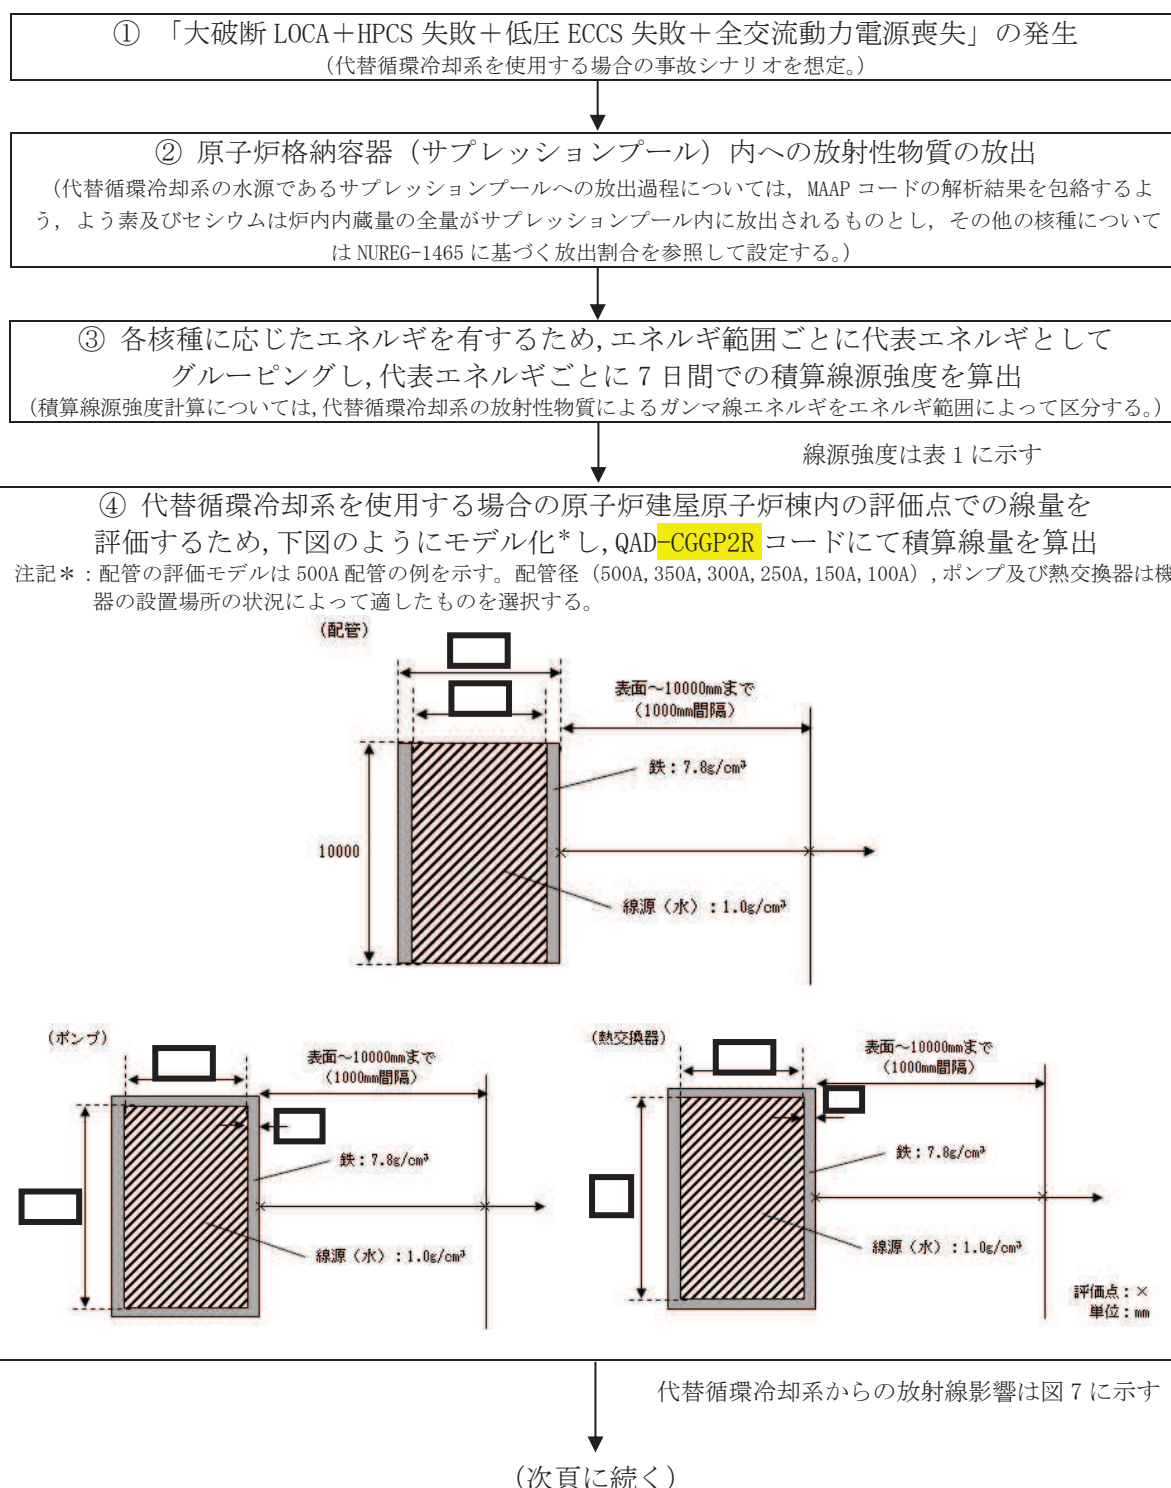 ① 「大破断 LOCA＋HPCS 失敗＋低圧 ECCS 失敗＋全交流動力電源喪失」の発生
(代替循環冷却系を使用する場合の事故シナリオを想定。)
② 原子炉格納容器（サプレッションプール）内への放射性物質の放出
(代替循環冷却系の水源であるサプレッションプールへの放出過程については，MAAP コードの解析結果を包絡するよ
う，よう素及びセシウムは炉内内蔵量の全量がサプレッションプール内に放出されるものとし，その他の核種について
は NUREG-1465 に基づく放出割合を参照して設定する。)
③ 各核種に応じたエネルギを有するため,エネルギ範囲ごとに代表エネルギとして
グルーピングし,代表エネルギごとに 7 日間での積算線源強度を算出
(積算線源強度計算については,代替循環冷却系の放射性物質によるガンマ線エネルギをエネルギ範囲によって区分する。)
線源強度は表 1 に示す
④ 代替循環冷却系を使用する場合の原子炉建屋原子炉棟内の評価点での線量を
評価するため,下図のようにモデル化*し,QAD-CGGP2R コードにて積算線量を算出
注記＊：配管の評価モデルは 500A 配管の例を示す。配管径（500A,350A,300A,250A,150A,100A）,ポンプ及び熱交換器は機
器の設置場所の状況によって適したものを選択する。
(配管)
表面～10000mmまで
(1000mm間隔)
鉄：7.8g/cm³
10000
線源（水）：1.0g/cm³
(ポンプ)
表面～10000mmまで
(1000mm間隔)
鉄：7.8g/cm³
線源（水）：1.0g/cm³
(熱交換器)
表面～10000mmまで
(1000mm間隔)
鉄：7.8g/cm³
線源（水）：1.0g/cm³
評価点：×
単位：mm
代替循環冷却系からの放射線影響は図 7 に示す
(次頁に続く)